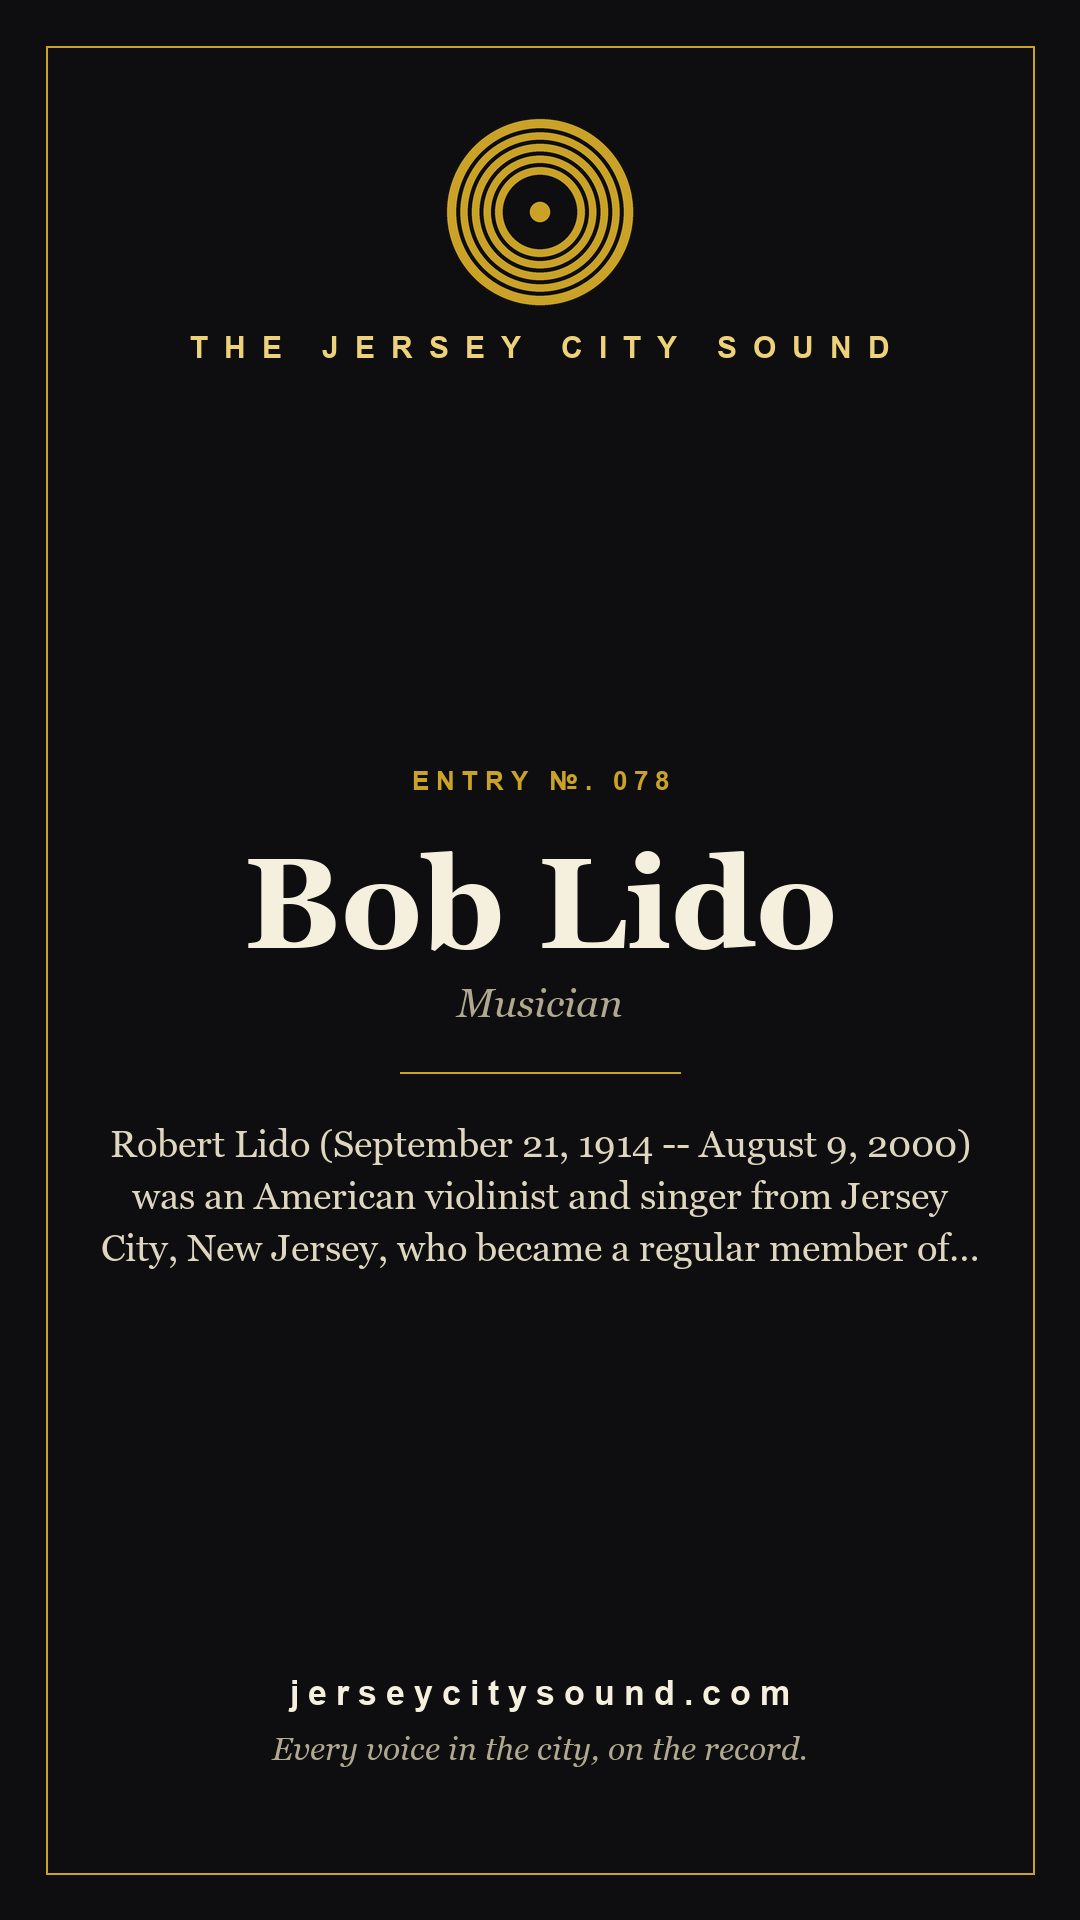 THE JERSEY CITY SOUND
ENTRY №. 078
Bob Lido
Musician
Robert Lido (September 21, 1914 -- August 9, 2000)
was an American violinist and singer from Jersey
City, New Jersey, who became a regular member of...
jerseycitysound.com
Every voice in the city, on the record.